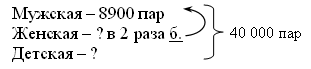 Мужская – 8900 пар
Женская – ? в 2 раза б.
Детская – ?
40 000 пар